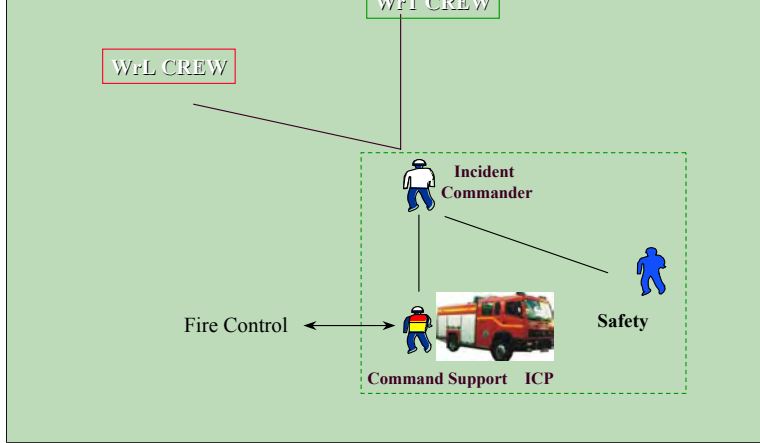 WrT CREW
WrL CREW
Incident
Commander
Safety
Fire Control
Command Support ICP